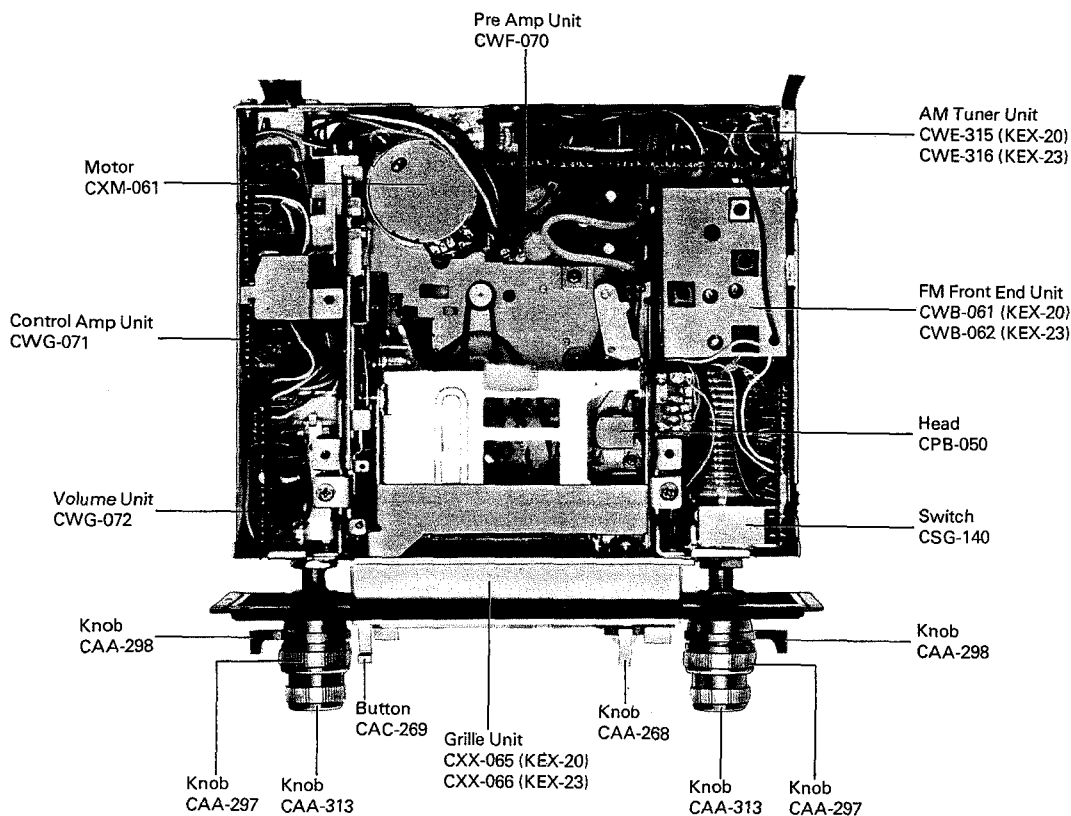 Pre Amp Unit
CWF-070
AM Tuner Unit
CWE-315 (KEX-20)
CWE-316 (KEX-23)
Motor
CXM-061
FM Front End Unit
CWB-061 (KEX-20)
CWB-062 (KEX-23)
Control Amp Unit
CWG-071
Head
CPB-050
Volume Unit
CWG-072
Switch
CSG-140
Knob
CAA-298
Knob
CAA-298
Button
CAC-269
Knob
CAA-268
Grille Unit
CXX-065 (KEX-20)
CXX-066 (KEX-23)
Knob
CAA-297
Knob
CAA-313
Knob
CAA-313
Knob
CAA-297